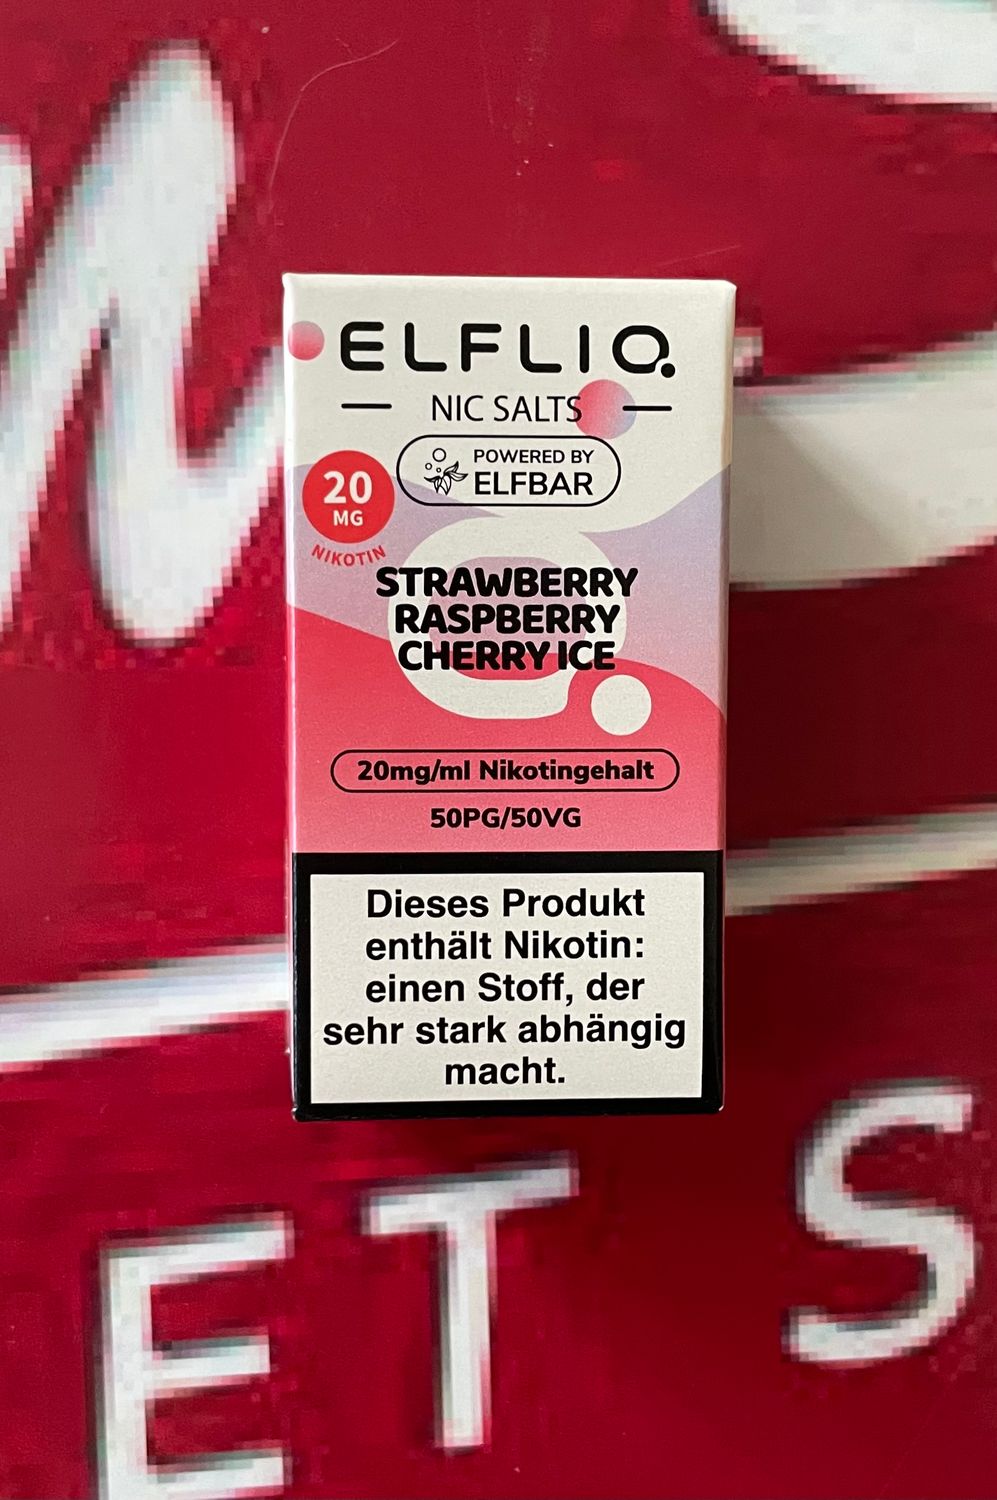 ELFLIQ
NIC SALTS
POWERED BY
ELFBAR
20
MG
NIKOTIN
STRAWBERRY
RASPBERRY
CHERRY ICE
20mg/ml Nikotingehalt
50PG/50VG
Dieses Produkt
enthält Nikotin:
einen Stoff, der
sehr stark abhängig
macht.
ET S